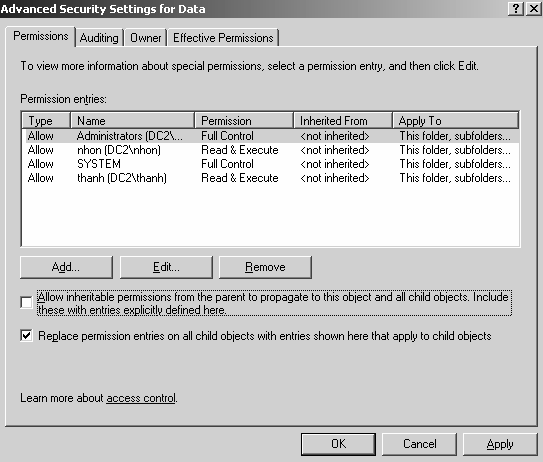 Advanced Security Settings for Data
Permissions Auditing Owner Effective Permissions
To view more information about special permissions, select a permission entry, and then click Edit.
Permission entries:
Type Name Permission Inherited From Apply To
Allow Administrators (DC2\... Full Control <not inherited> This folder, subfolders...
Allow nhon (DC2\nhon) Read & Execute <not inherited> This folder, subfolders...
Allow SYSTEM Full Control <not inherited> This folder, subfolders...
Allow thanh (DC2\thanh) Read & Execute <not inherited> This folder, subfolders...
Add... Edit... Remove
Allow inheritable permissions from the parent to propagate to this object and all child objects. Include
these with entries explicitly defined here.
Replace permission entries on all child objects with entries shown here that apply to child objects
Learn more about access control.
OK Cancel Apply